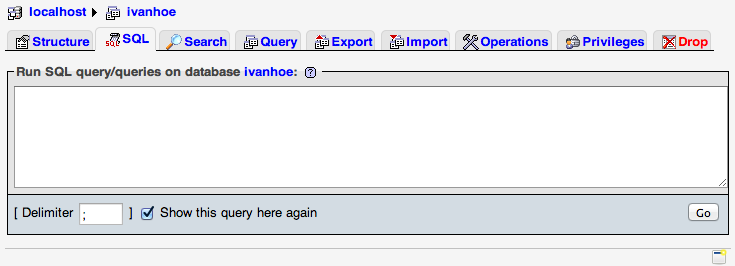 localhost ivanhoe
Structure SQL Search Query Export Import Operations Privileges Drop
Run SQL query/queries on database ivanhoe: ?
[ Delimiter ; ] Show this query here again Go